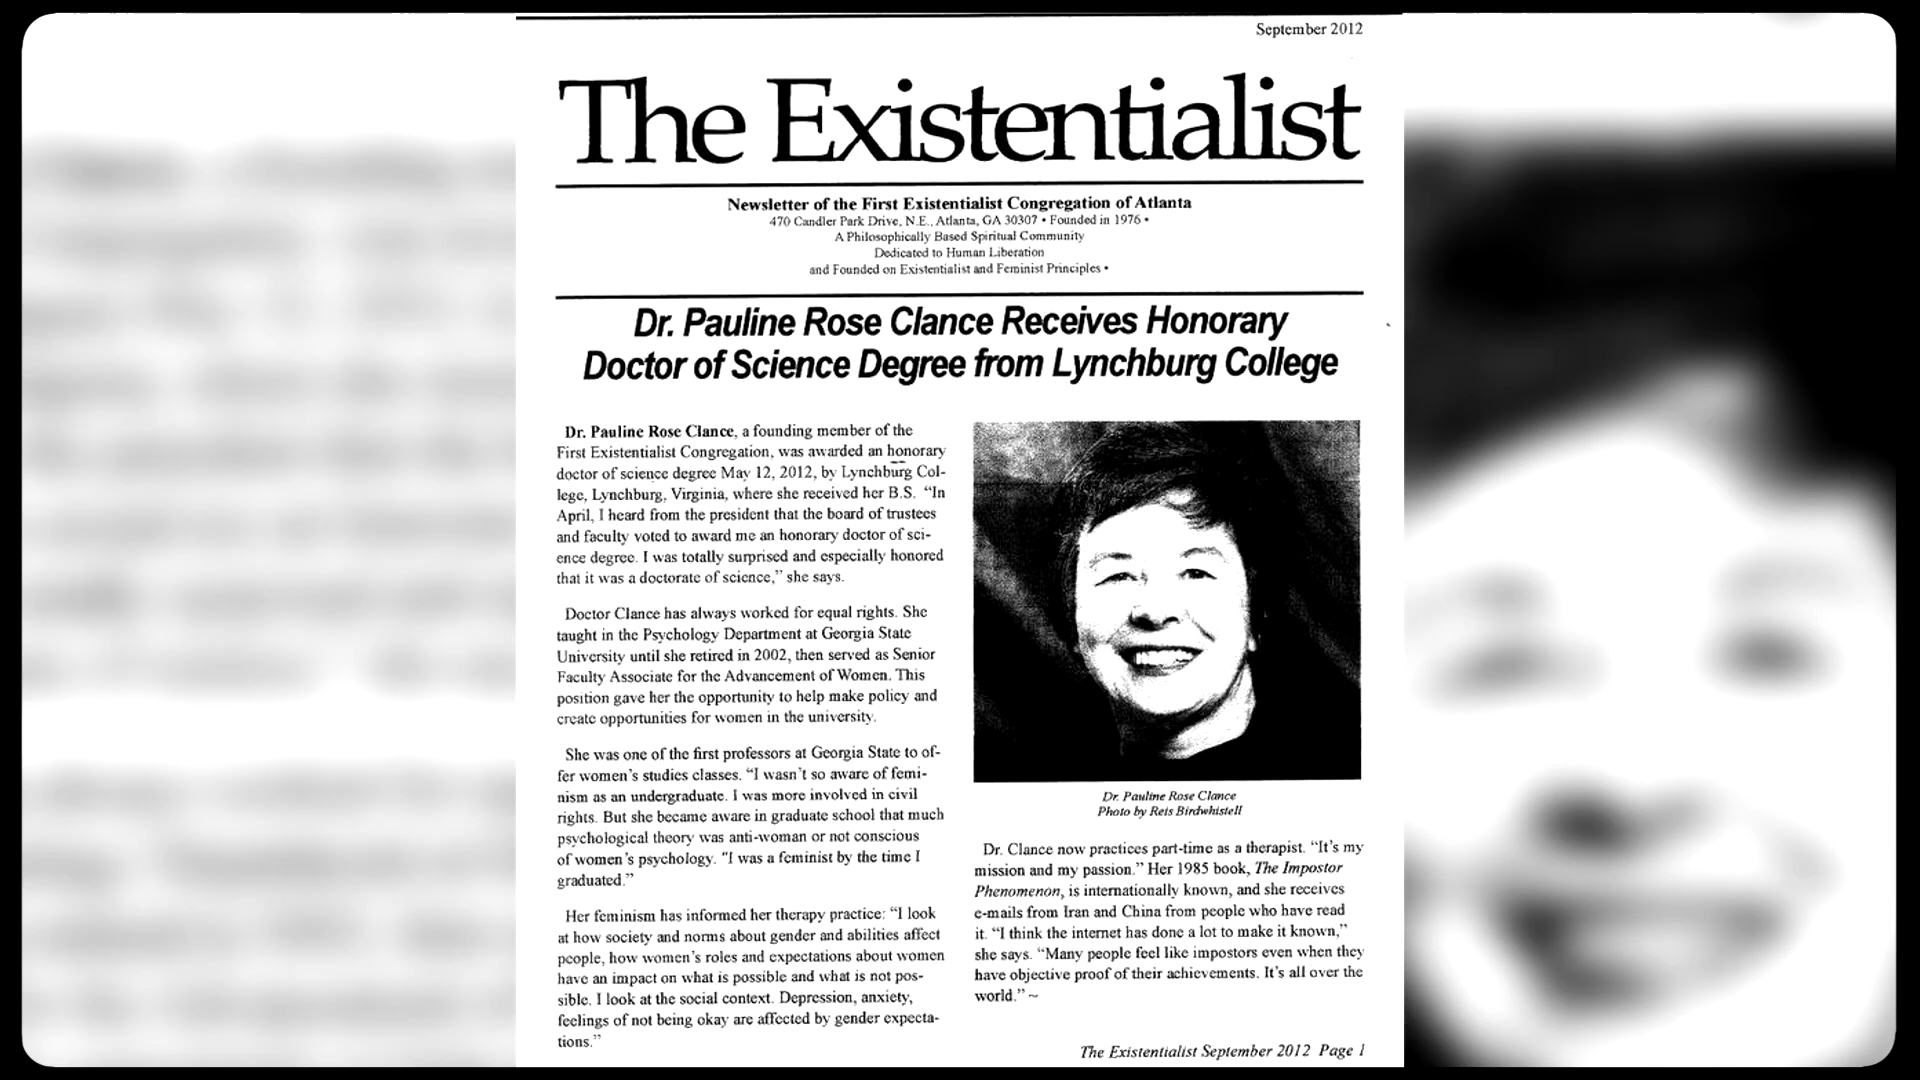 September 2012
The Existentialist
Newsletter of the First Existentialist Congregation of Atlanta
470 Candler Park Drive, N.E., Atlanta, GA 30307 • Founded in 1976 •
A Philosophically Based Spiritual Community
Dedicated to Human Liberation
and Founded on Existentialist and Feminist Principles •
Dr. Pauline Rose Clance Receives Honorary
Doctor of Science Degree from Lynchburg College
Dr. Pauline Rose Clance, a founding member of the
First Existentialist Congregation, was awarded an honorary
doctor of science degree May 12, 2012, by Lynchburg Col-
lege, Lynchburg, Virginia, where she received her B.S. “In
April, I heard from the president that the board of trustees
and faculty voted to award me an honorary doctor of sci-
ence degree. I was totally surprised and especially honored
that it was a doctorate of science,” she says.
Doctor Clance has always worked for equal rights. She
taught in the Psychology Department at Georgia State
University until she retired in 2002, then served as Senior
Faculty Associate for the Advancement of Women. This
position gave her the opportunity to help make policy and
create opportunities for women in the university.
She was one of the first professors at Georgia State to of-
fer women’s studies classes. “I wasn’t so aware of femi-
nism as an undergraduate. I was more involved in civil
rights. But she became aware in graduate school that much
psychological theory was anti-woman or not conscious
of women’s psychology. "I was a feminist by the time I
graduated.”
Her feminism has informed her therapy practice: “I look
at how society and norms about gender and abilities affect
people, how women’s roles and expectations about women
have an impact on what is possible and what is not pos-
sible. I look at the social context. Depression, anxiety,
feelings of not being okay are affected by gender expecta-
tions.”
Dr. Pauline Rose Clance
Photo by Reis Birdwhistell
Dr. Clance now practices part-time as a therapist. “It’s my
mission and my passion.” Her 1985 book, The Impostor
Phenomenon, is internationally known, and she receives
e-mails from Iran and China from people who have read
it. “I think the internet has done a lot to make it known,”
she says. “Many people feel like impostors even when they
have objective proof of their achievements. It’s all over the
world.” ~
The Existentialist September 2012 Page 1